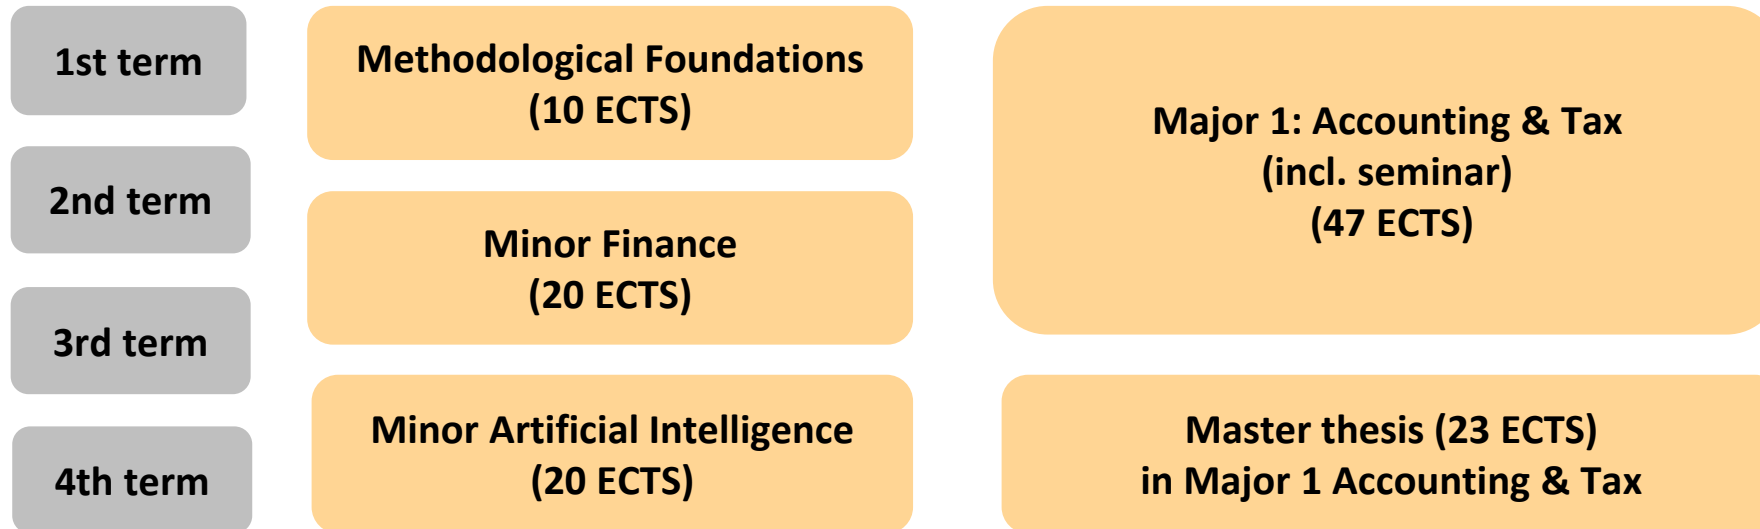 1st term
2nd term
3rd term
4th term
Methodological Foundations
(10 ECTS)
Minor Finance
(20 ECTS)
Minor Artificial Intelligence
(20 ECTS)
Major 1: Accounting & Tax
(incl. seminar)
(47 ECTS)
Master thesis (23 ECTS)
in Major 1 Accounting & Tax